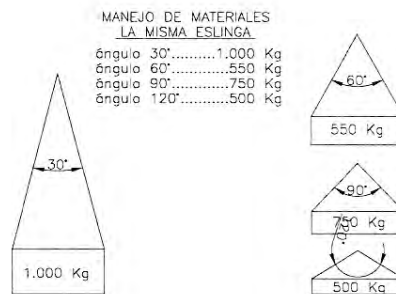 MANEJO DE MATERIALES
LA MISMA ESLINGA
ángulo 30°..........1.000 Kg
ángulo 60°..........550 Kg
ángulo 90°..........750 Kg
ángulo 120°.........500 Kg
30°
1.000 Kg
60°
550 Kg
90°
750 Kg
120°
500 Kg